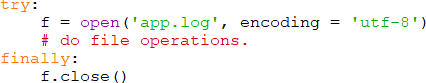 try:
    f = open('app.log', encoding = 'utf-8')
    # do file operations.
finally:
    f.close()